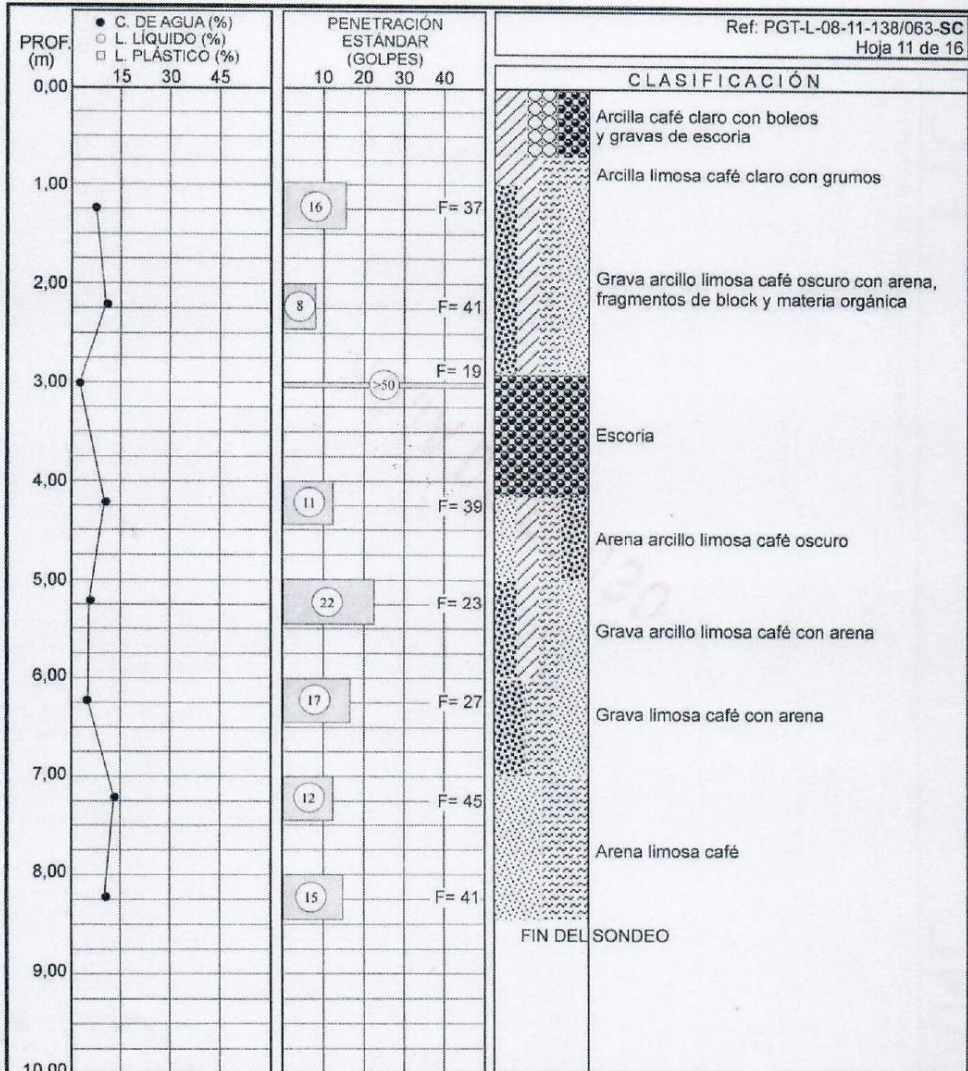 PROF.
(m)
● C. DE AGUA (%)
○ L. LÍQUIDO (%)
□ L. PLÁSTICO (%)
15 30 45
PENETRACIÓN
ESTÁNDAR
(GOLPES)
10 20 30 40
Ref: PGT-L-08-11-138/063-SC
Hoja 11 de 16
CLASIFICACIÓN
0,00
Arcilla café claro con boleos
y gravas de escoria
Arcilla limosa café claro con grumos
1,00
16
F= 37
2,00
8
F= 41
Grava arcillo limosa café oscuro con arena,
fragmentos de block y materia orgánica
3,00
>50
F= 19
Escoria
4,00
11
F= 39
Arena arcillo limosa café oscuro
5,00
22
F= 23
Grava arcillo limosa café con arena
6,00
17
F= 27
Grava limosa café con arena
7,00
12
F= 45
Arena limosa café
8,00
15
F= 41
FIN DEL SONDEO
9,00
10,00